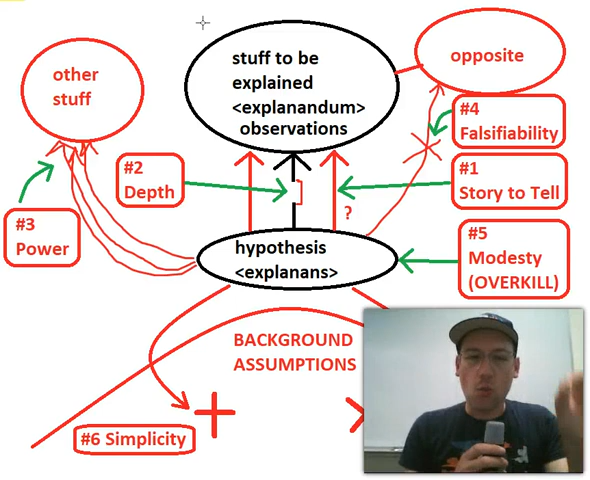 stuff to be
explained
<explanandum>
observations
opposite
other
stuff
#4
Falsifiability
#2
Depth
#1
Story to Tell
#3
Power
?
hypothesis
<explanans>
#5
Modesty
(OVERKILL)
BACKGROUND
ASSUMPTIONS
#6 Simplicity